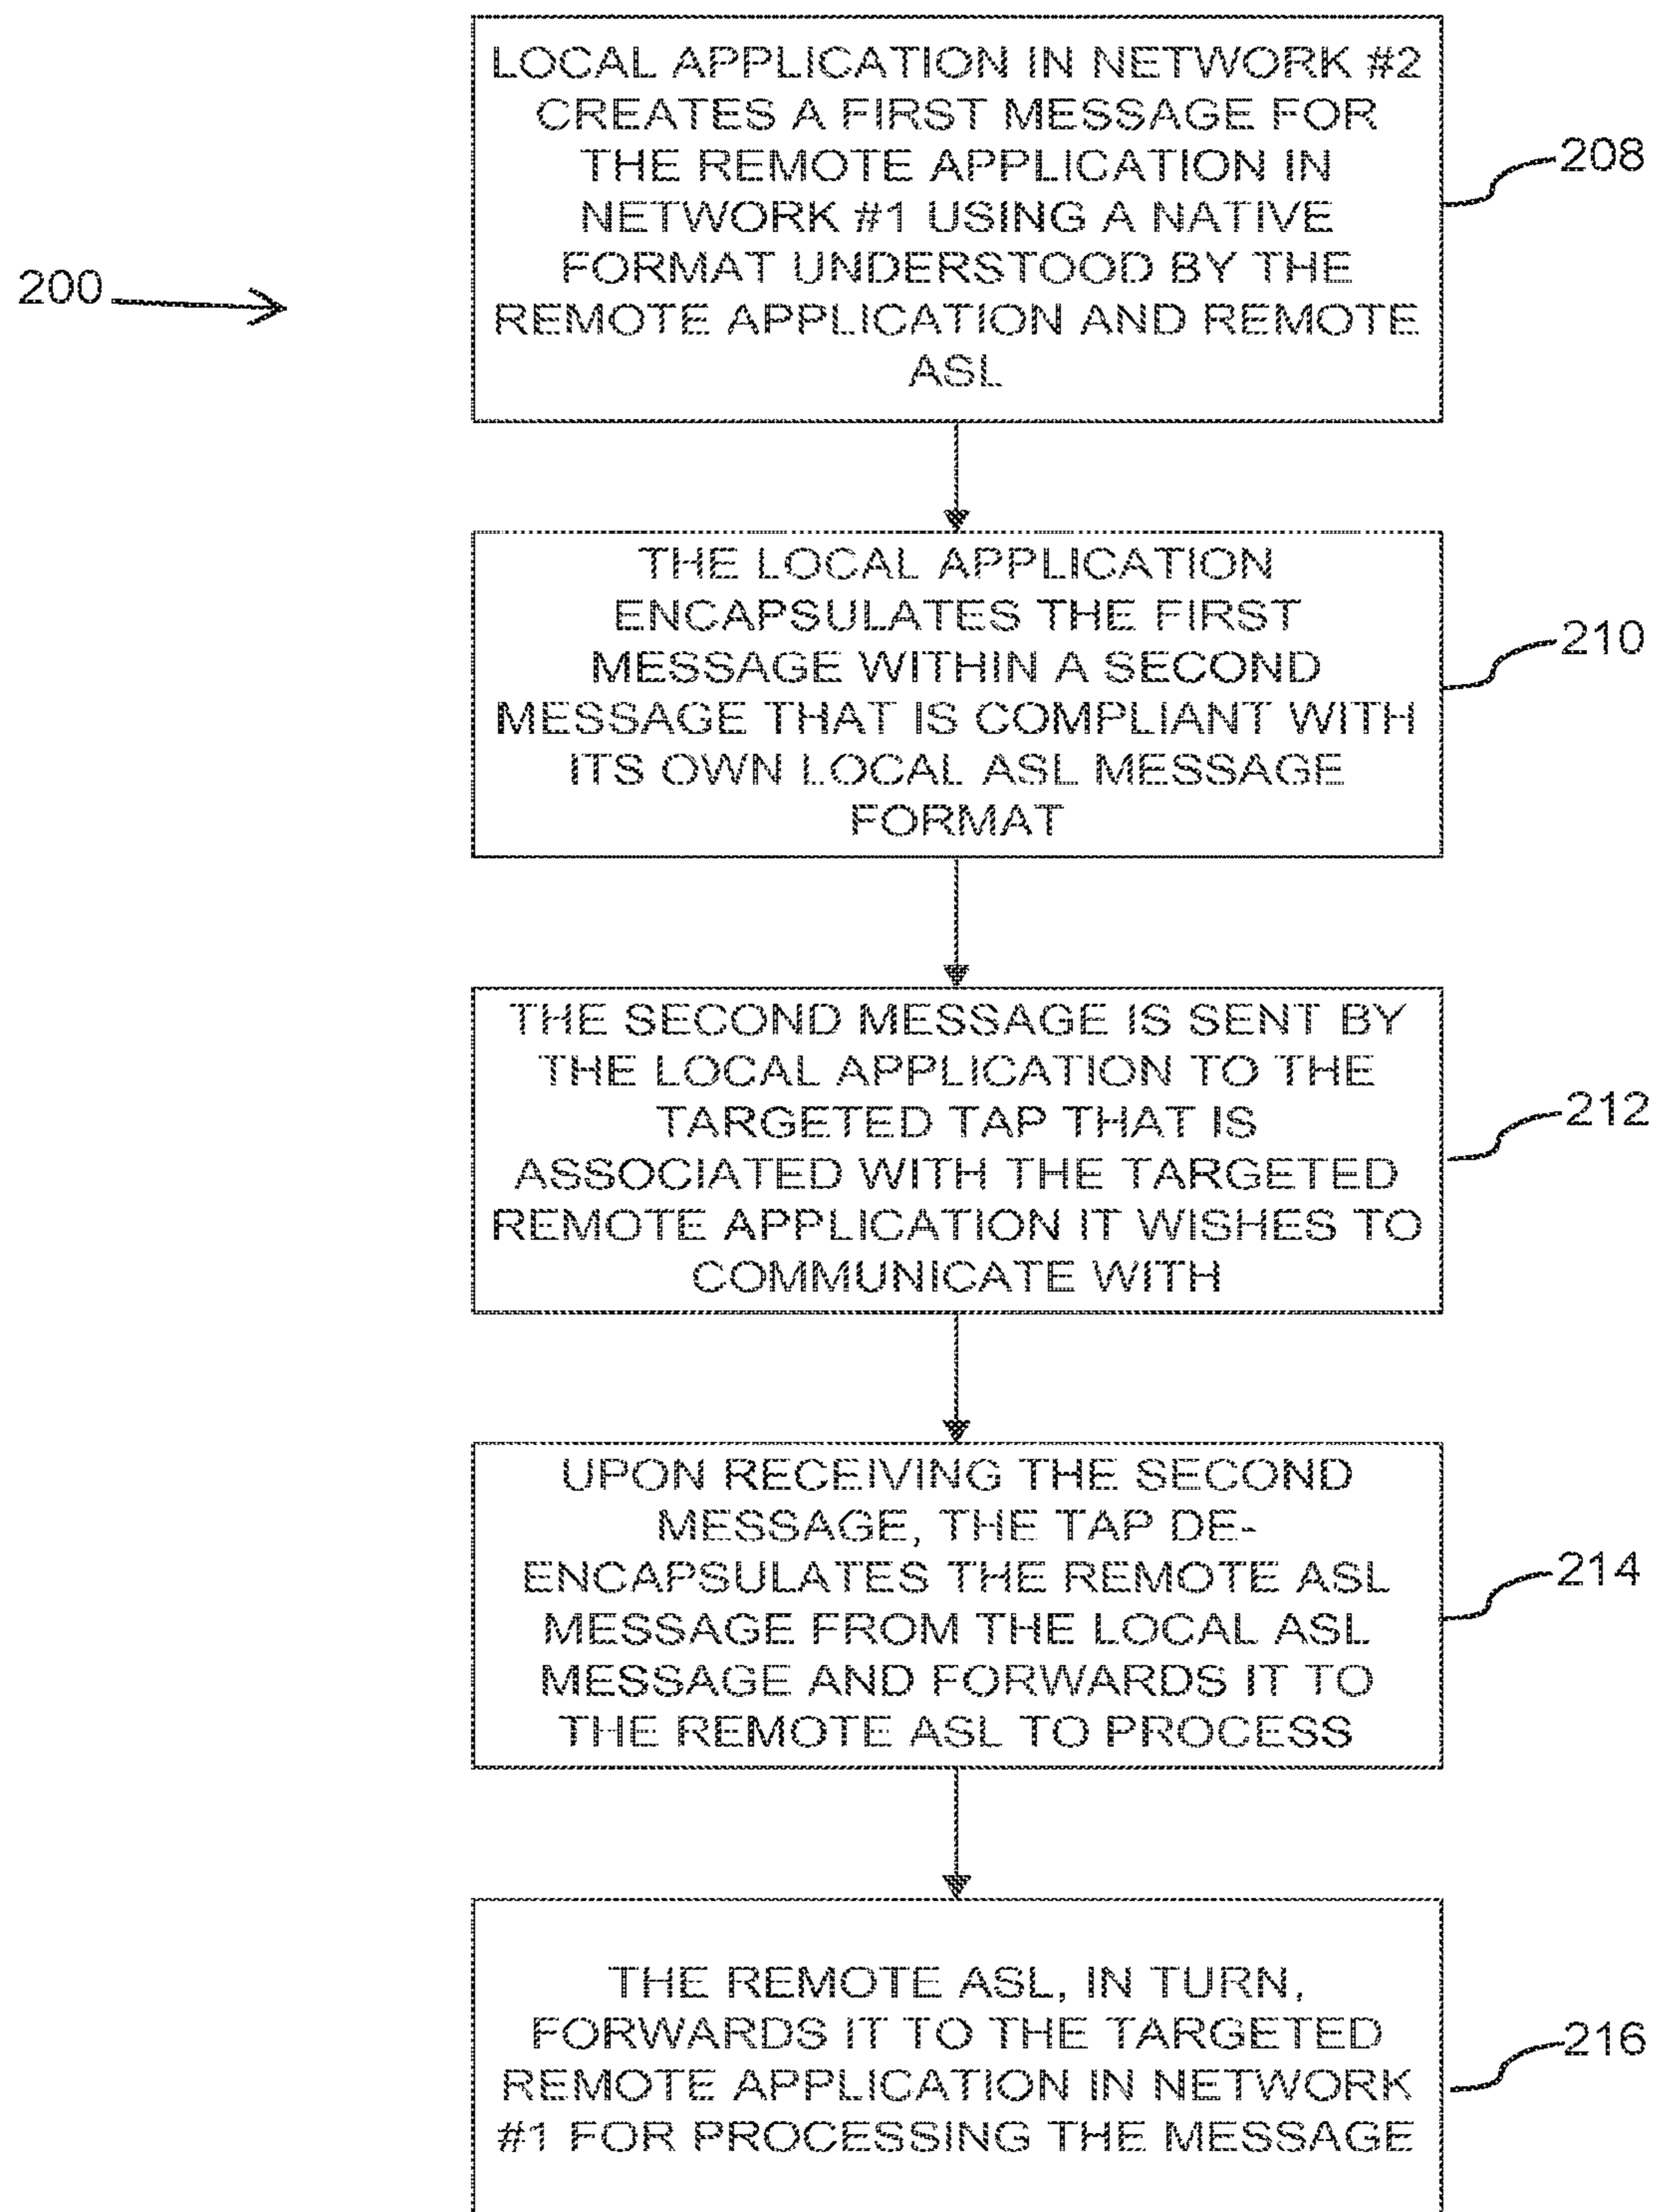 LOCAL APPLICATION IN NETWORK #2
CREATES A FIRST MESSAGE FOR
THE REMOTE APPLICATION IN
NETWORK #1 USING A NATIVE
FORMAT UNDERSTOOD BY THE
REMOTE APPLICATION AND REMOTE
ASL
208
200
THE LOCAL APPLICATION
ENCAPSULATES THE FIRST
MESSAGE WITHIN A SECOND
MESSAGE THAT IS COMPLIANT WITH
ITS OWN LOCAL ASL MESSAGE
FORMAT
210
THE SECOND MESSAGE IS SENT BY
THE LOCAL APPLICATION TO THE
TARGETED TAP THAT IS
ASSOCIATED WITH THE TARGETED
REMOTE APPLICATION IT WISHES TO
COMMUNICATE WITH
212
UPON RECEIVING THE SECOND
MESSAGE, THE TAP DE-
ENCAPSULATES THE REMOTE ASL
MESSAGE FROM THE LOCAL ASL
MESSAGE AND FORWARDS IT TO
THE REMOTE ASL TO PROCESS
214
THE REMOTE ASL, IN TURN,
FORWARDS IT TO THE TARGETED
REMOTE APPLICATION IN NETWORK
#1 FOR PROCESSING THE MESSAGE
216